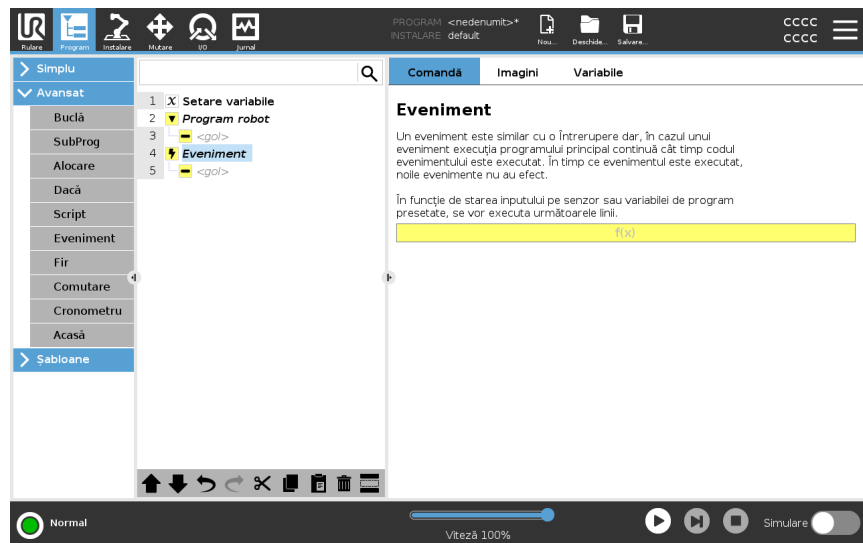 PROGRAM <nedenumit>*
INSTALARE default
Rulare Program Instalare Mutare I/O Jurnal Nou... Deschide... Salvare...
cccc
cccc
Simplu
Avansat
Buclă
SubProg
Alocare
Dacă
Script
Eveniment
Fir
Comutare
Cronometru
Acasă
Șabloane
1 X Setare variabile
2 Program robot
3 <gol>
4 Eveniment
5 <gol>
Comandă Imagini Variabile
Eveniment
Un eveniment este similar cu o Întrerupere dar, în cazul unui
eveniment execuția programului principal continuă cât timp codul
evenimentului este executat. În timp ce evenimentul este executat,
noile evenimente nu au efect.
În funcție de starea inputului pe senzor sau variabilei de program
presetate, se vor executa următoarele linii.
f(x)
Normal
Viteză 100%
Simulare